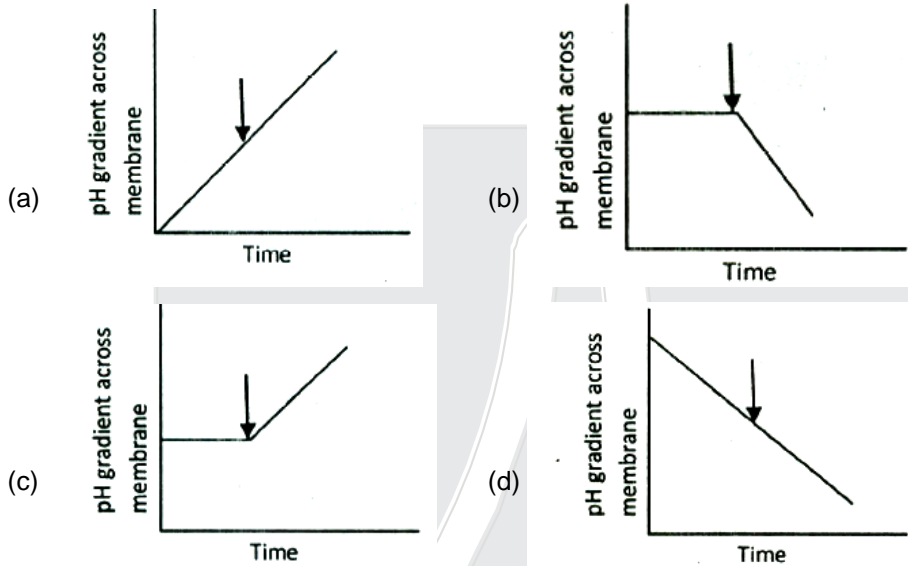 (a)
pH gradient across
membrane
Time
(b)
pH gradient across
membrane
Time
(c)
pH gradient across
membrane
Time
(d)
pH gradient across
membrane
Time